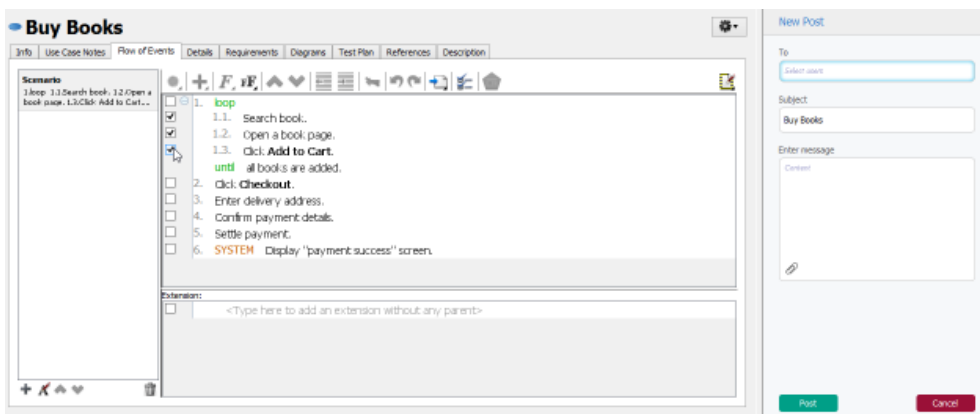 Buy Books
Info Use Case Notes Flow of Events Details Requirements Diagrams Test Plan References Description
Scenario
1.loop 1.1.Search book. 1.2.Open a
book page. 1.3.Click Add to Cart....
1. loop
1.1. Search book.
1.2. Open a book page.
1.3. Click Add to Cart.
until all books are added.
2. Click Checkout.
3. Enter delivery address.
4. Confirm payment details.
5. Settle payment.
6. SYSTEM Display "payment success" screen.
Extension:
<Type here to add an extension without any parent>
New Post
To
Select users
Subject
Buy Books
Enter message
Content
Post Cancel